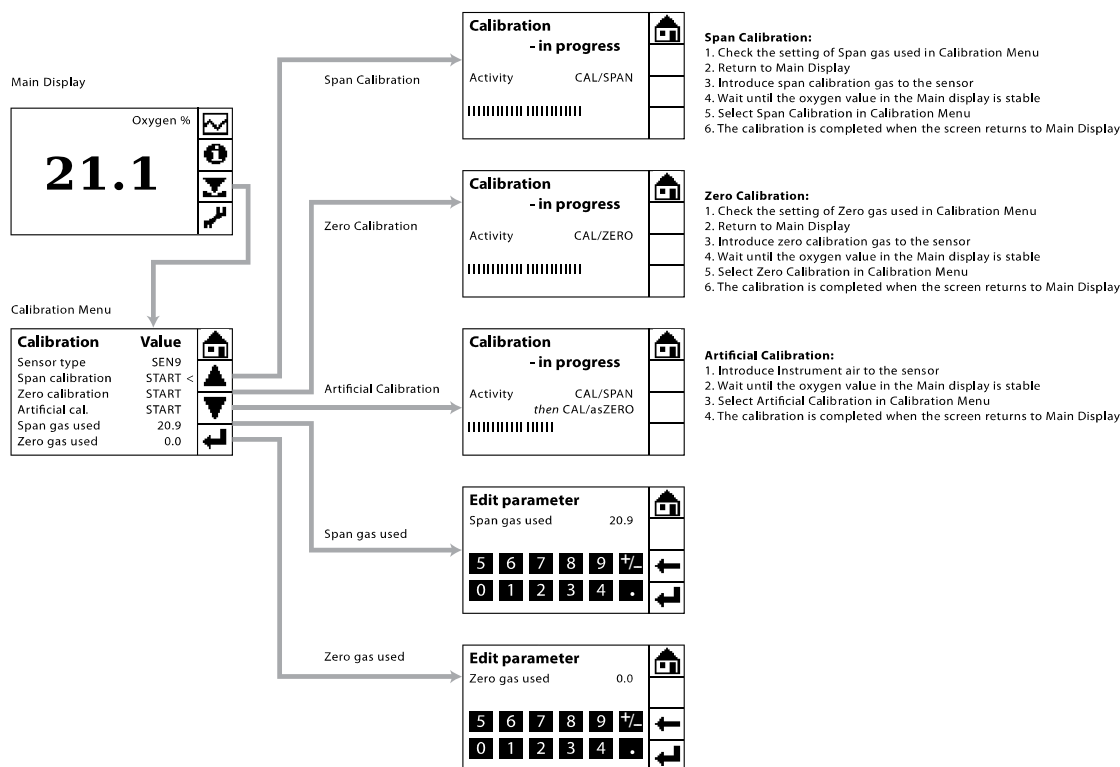 Main Display
Oxygen %
21.1
Calibration Menu
Calibration Value
Sensor type SEN9
Span calibration START <
Zero calibration START
Artificial cal. START
Span gas used 20.9
Zero gas used 0.0
Span Calibration
Calibration
- in progress
Activity CAL/SPAN
Span Calibration:
1. Check the setting of Span gas used in Calibration Menu
2. Return to Main Display
3. Introduce span calibration gas to the sensor
4. Wait until the oxygen value in the Main display is stable
5. Select Span Calibration in Calibration Menu
6. The calibration is completed when the screen returns to Main Display
Zero Calibration
Calibration
- in progress
Activity CAL/ZERO
Zero Calibration:
1. Check the setting of Zero gas used in Calibration Menu
2. Return to Main Display
3. Introduce zero calibration gas to the sensor
4. Wait until the oxygen value in the Main display is stable
5. Select Zero Calibration in Calibration Menu
6. The calibration is completed when the screen returns to Main Display
Artificial Calibration
Calibration
- in progress
Activity CAL/SPAN
then CAL/asZERO
Artificial Calibration:
1. Introduce Instrument air to the sensor
2. Wait until the oxygen value in the Main display is stable
3. Select Artificial Calibration in Calibration Menu
4. The calibration is completed when the screen returns to Main Display
Span gas used
Edit parameter
Span gas used 20.9
5 6 7 8 9 +/-
0 1 2 3 4 .
Zero gas used
Edit parameter
Zero gas used 0.0
5 6 7 8 9 +/-
0 1 2 3 4 .